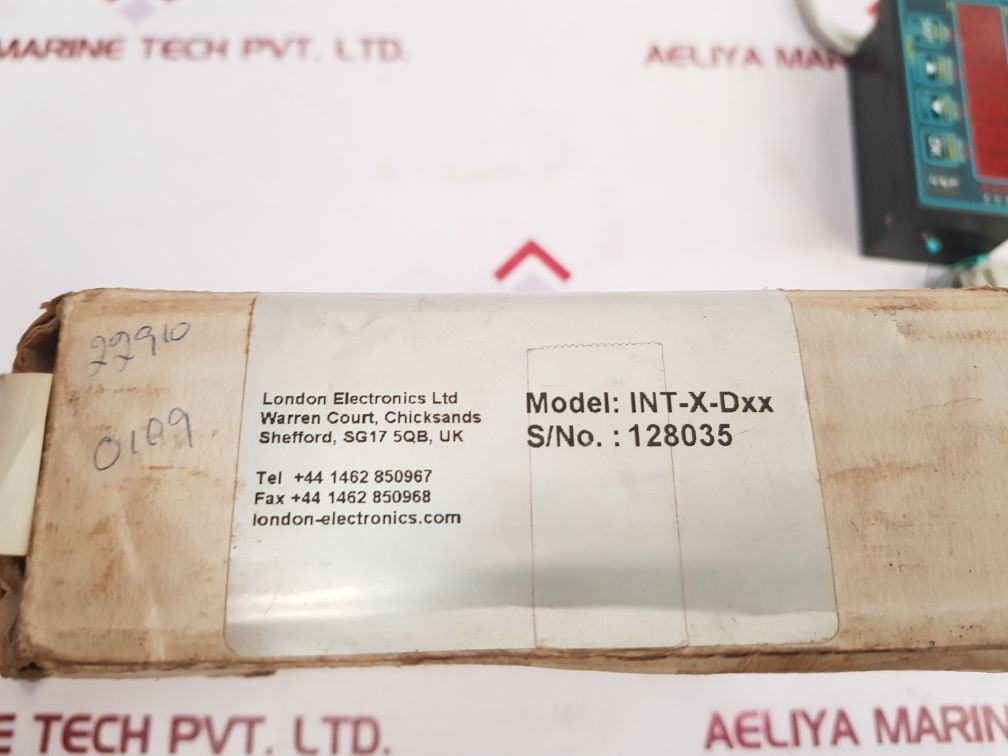 MARINE TECH PVT. LTD.
AELIYA MAR
22910
0109
London Electronics Ltd
Warren Court, Chicksands
Shefford, SG17 5QB, UK
Tel +44 1462 850967
Fax +44 1462 850968
london-electronics.com
Model: INT-X-Dxx
S/No. : 128035
E TECH PVT. LTD.
AELIYA MARIN